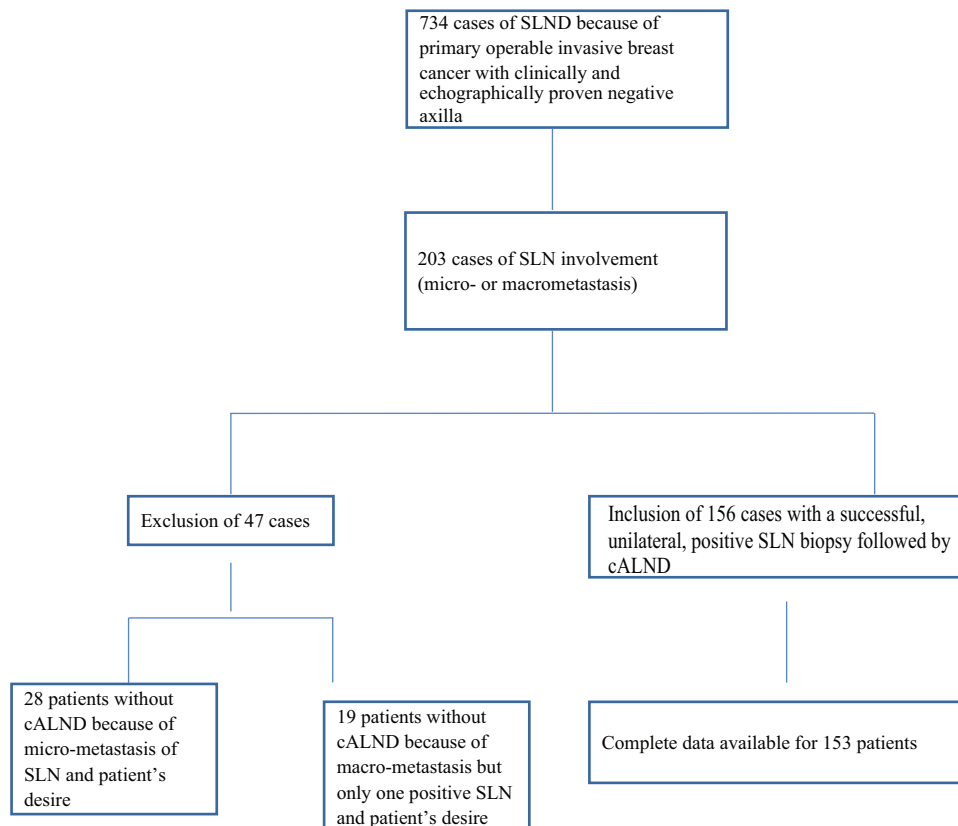 734 cases of SLND because of
primary operable invasive breast
cancer with clinically and
echographically proven negative
axilla
203 cases of SLN involvement
(micro- or macrometastasis)
Exclusion of 47 cases
Inclusion of 156 cases with a successful,
unilateral, positive SLN biopsy followed by
cALND
28 patients without
cALND because of
micro-metastasis of
SLN and patient’s
desire
19 patients without
cALND because of
macro-metastasis but
only one positive SLN
and patient’s desire
Complete data available for 153 patients